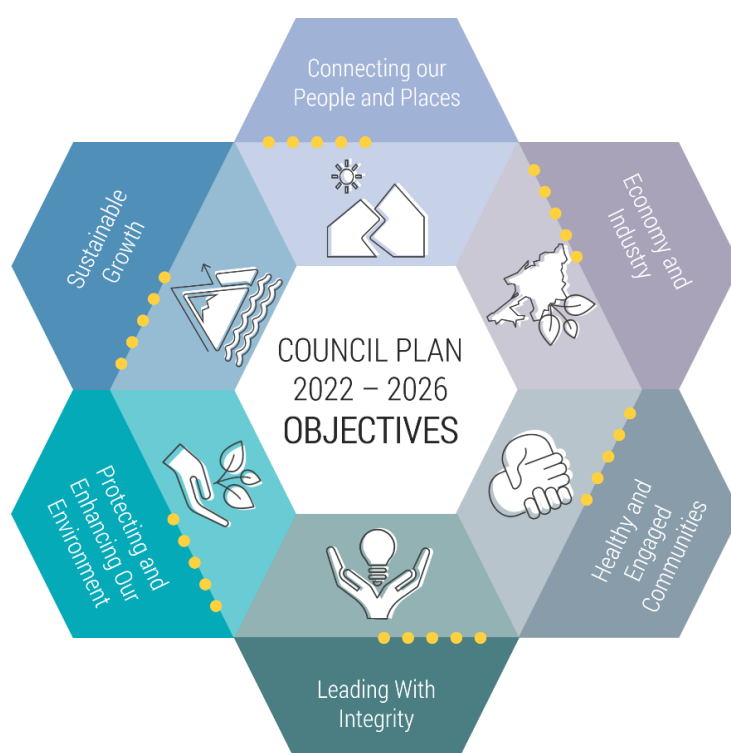 Connecting our
People and Places
Economy and
Industry
Healthy and
Engaged
Communities
Leading With
Integrity
Protecting and
Enhancing Our
Environment
Sustainable
Growth
COUNCIL PLAN
2022 – 2026
OBJECTIVES